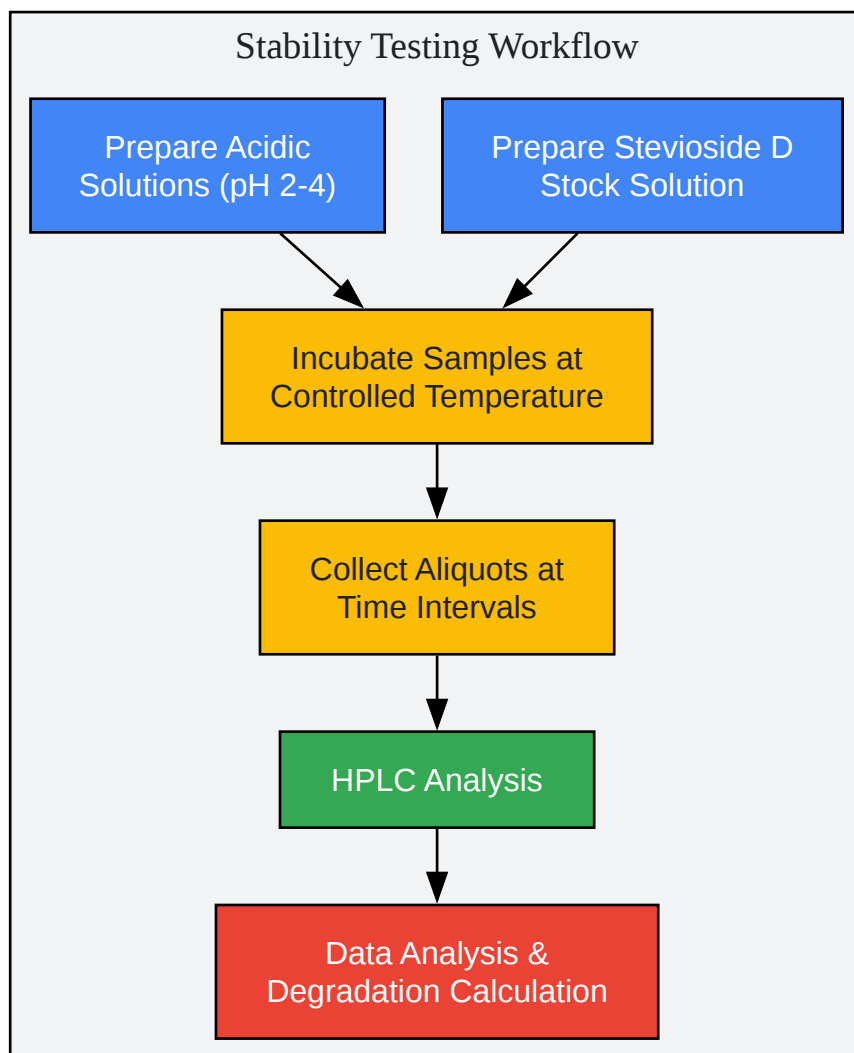 Stability Testing Workflow
Prepare Acidic
Solutions (pH 2-4)
Prepare Stevioside D
Stock Solution
Incubate Samples at
Controlled Temperature
Collect Aliquots at
Time Intervals
HPLC Analysis
Data Analysis &
Degradation Calculation